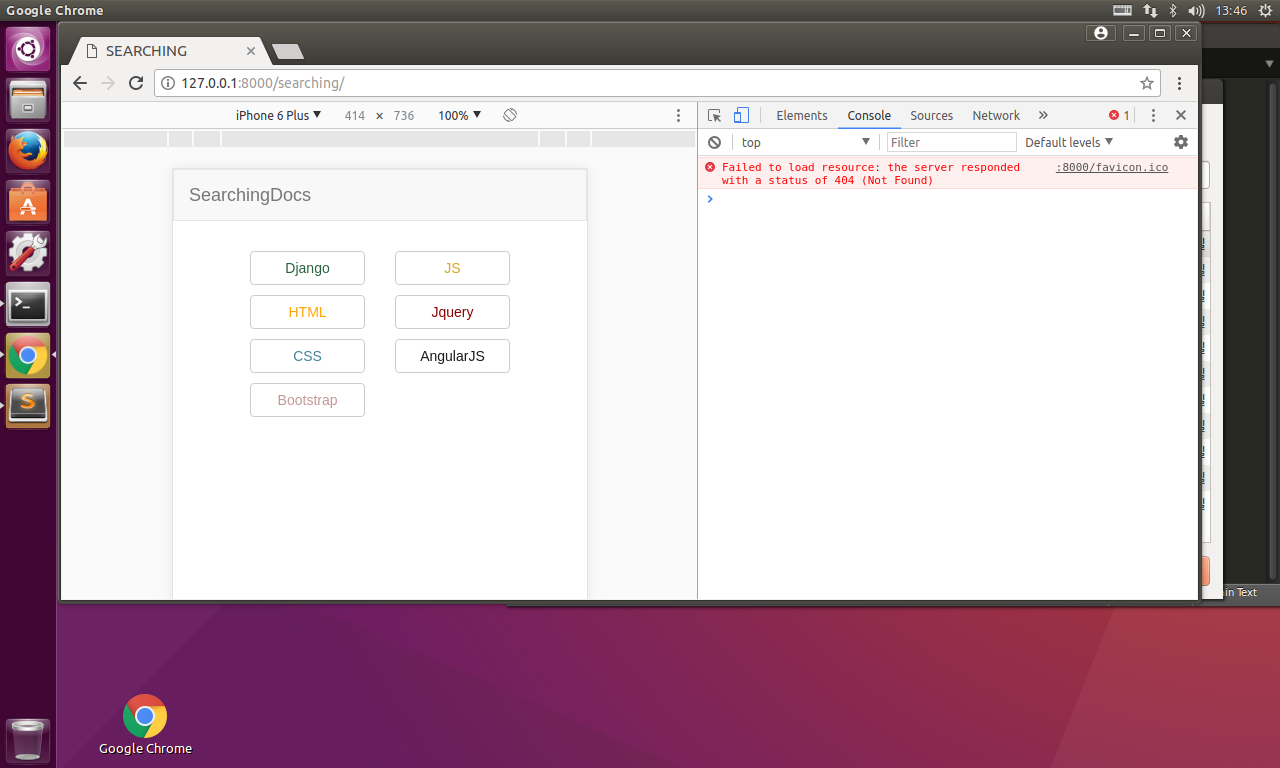 Google Chrome
13:46
SEARCHING
127.0.0.1:8000/searching/
iPhone 6 Plus 414 × 736 100%
Elements Console Sources Network » 1
top Filter Default levels
Failed to load resource: the server responded :8000/favicon.ico
with a status of 404 (Not Found)
SearchingDocs
Django JS
HTML Jquery
CSS AngularJS
Bootstrap
Text
Google Chrome